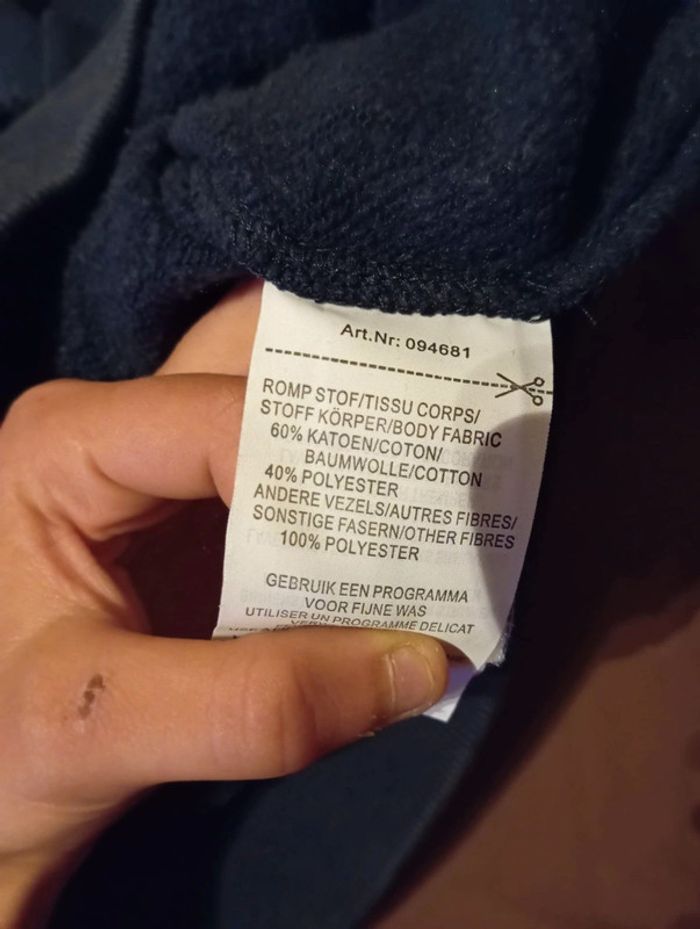 Art.Nr: 094681
ROMP STOF/TISSU CORPS/
STOFF KÖRPER/BODY FABRIC
60% KATOEN/COTON/
BAUMWOLLE/COTTON
40% POLYESTER
ANDERE VEZELS/AUTRES FIBRES/
SONSTIGE FASERN/OTHER FIBRES
100% POLYESTER
GEBRUIK EEN PROGRAMMA
VOOR FIJNE WAS
UTILISER UN PROGRAMME DELICAT